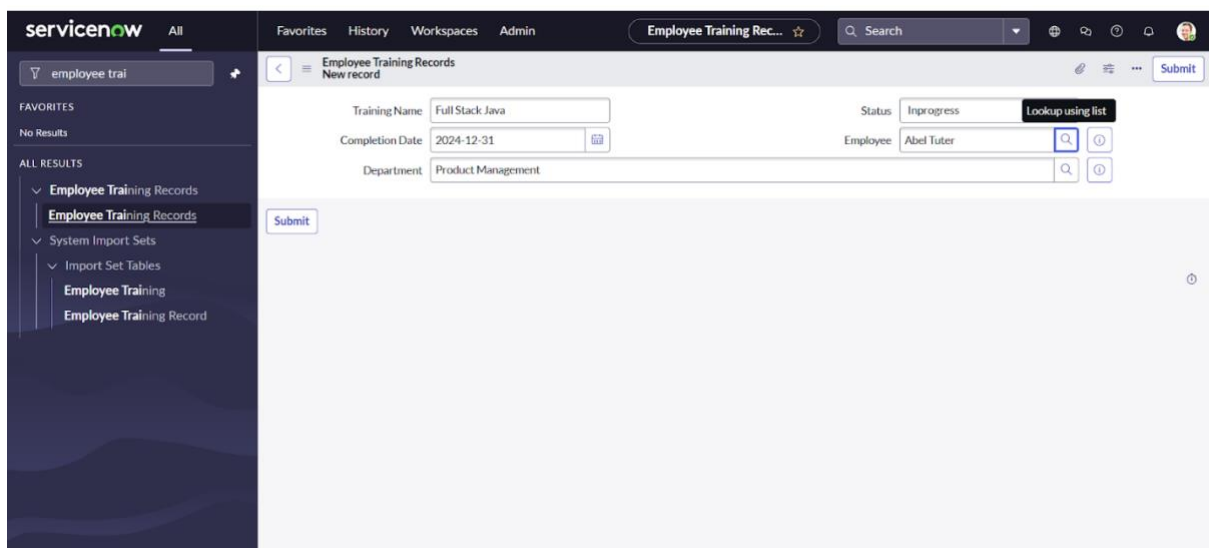 servicenow All Favorites History Workspaces Admin Employee Training Rec... Search
employee trai
Employee Training Records
New record
Submit
FAVORITES
No Results
ALL RESULTS
Employee Training Records
Employee Training Records
System Import Sets
Import Set Tables
Employee Training
Employee Training Record
Training Name Full Stack Java
Status Inprogress
Lookup using list
Completion Date 2024-12-31
Employee Abel Tuter
Department Product Management
Submit